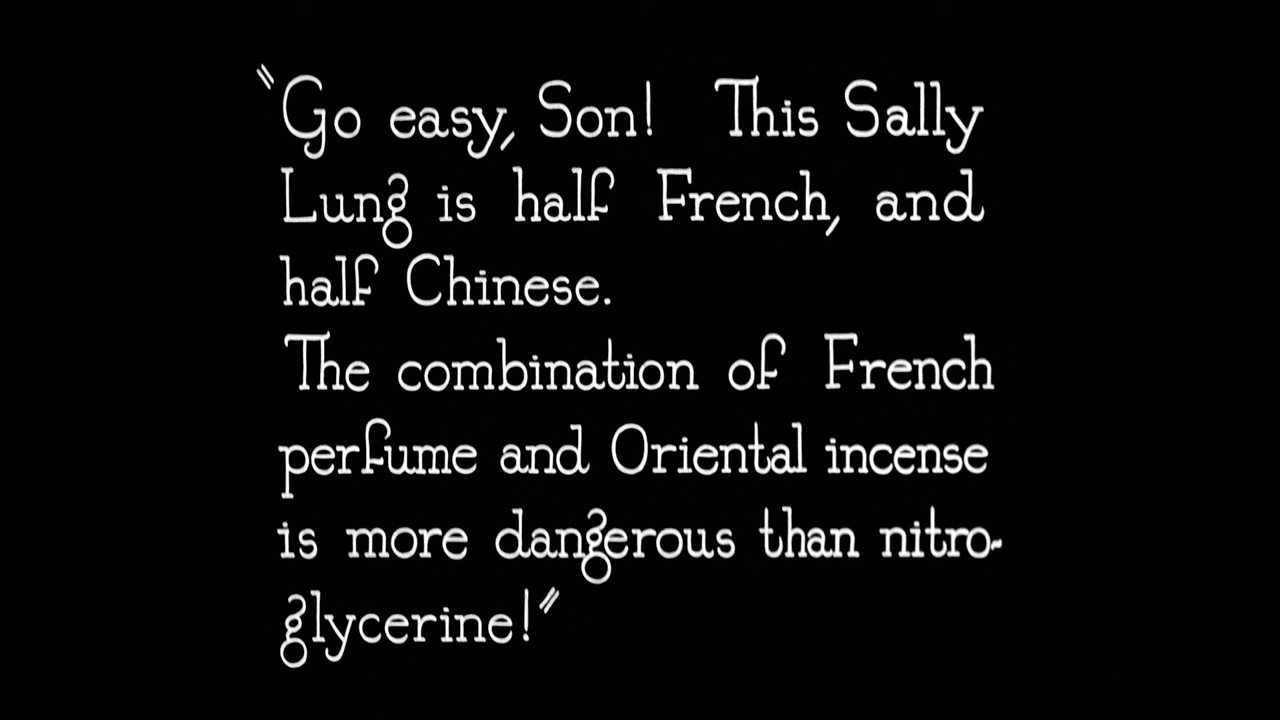 "Go easy, Son! This Sally
Lung is half French, and
half Chinese.
The combination of French
perfume and Oriental incense
is more dangerous than nitro-
glycerine!"